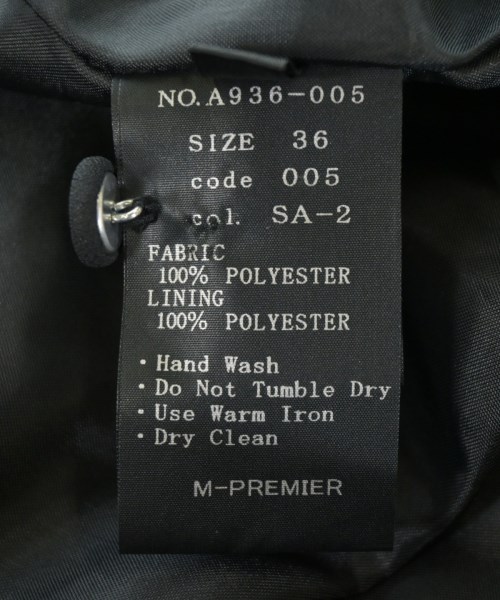 NO.A936-005
SIZE 36
code 005
col. SA-2
FABRIC
100% POLYESTER
LINING
100% POLYESTER
・Hand Wash
・Do Not Tumble Dry
・Use Warm Iron
・Dry Clean
M-PREMIER